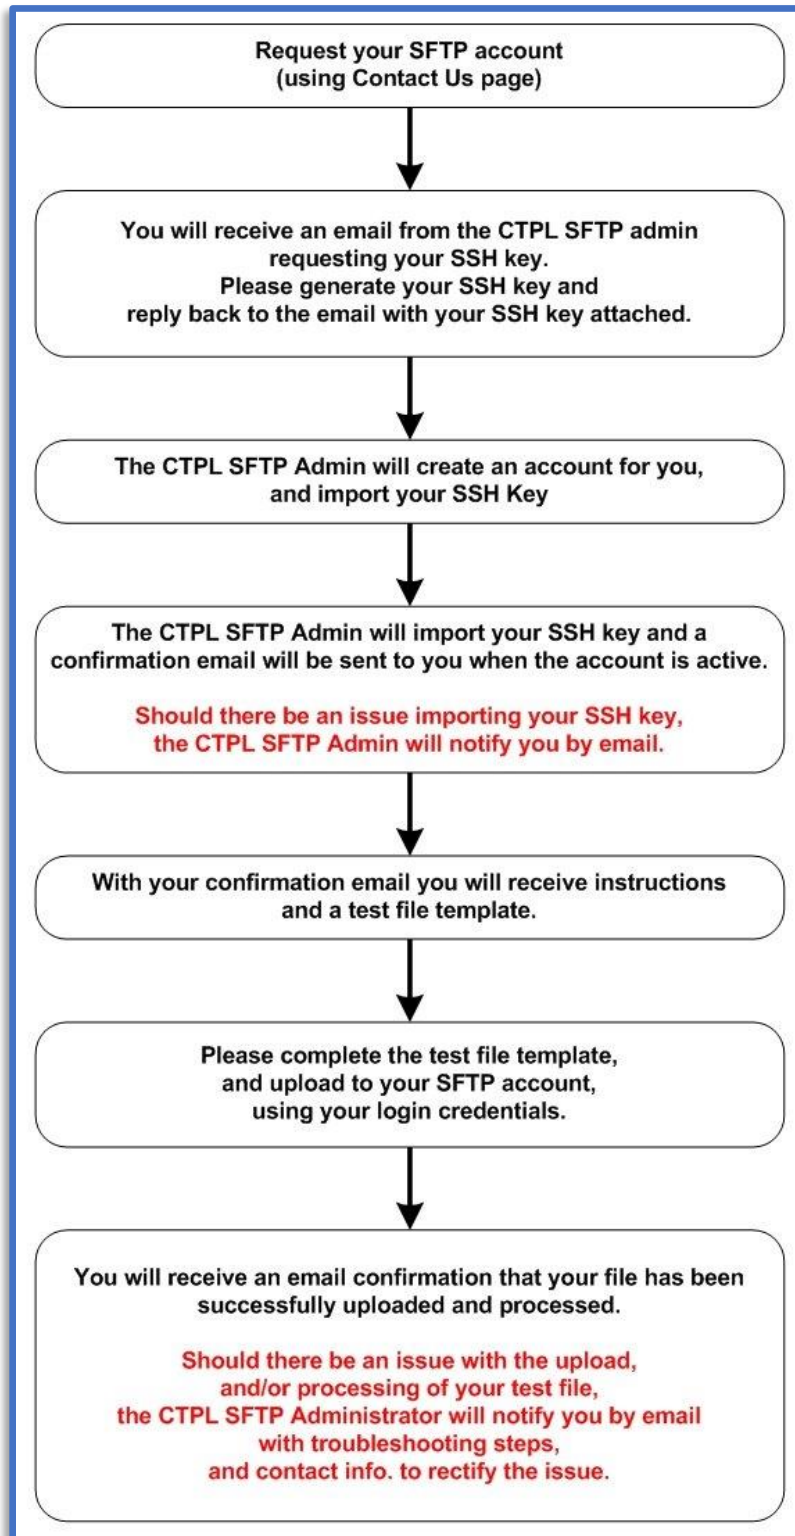 Request your SFTP account
(using Contact Us page)
You will receive an email from the CTPL SFTP admin
requesting your SSH key.
Please generate your SSH key and
reply back to the email with your SSH key attached.
The CTPL SFTP Admin will create an account for you,
and import your SSH Key
The CTPL SFTP Admin will import your SSH key and a
confirmation email will be sent to you when the account is active.
Should there be an issue importing your SSH key,
the CTPL SFTP Admin will notify you by email.
With your confirmation email you will receive instructions
and a test file template.
Please complete the test file template,
and upload to your SFTP account,
using your login credentials.
You will receive an email confirmation that your file has been
successfully uploaded and processed.
Should there be an issue with the upload,
and/or processing of your test file,
the CTPL SFTP Administrator will notify you by email
with troubleshooting steps,
and contact info. to rectify the issue.